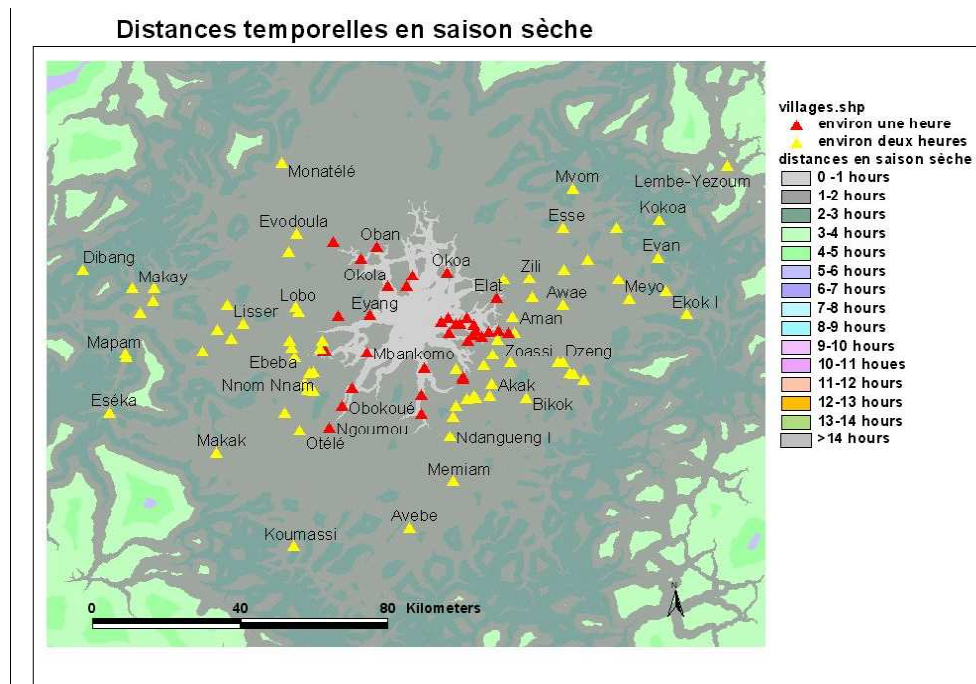 Distances temporelles en saison sèche
villages.shp
environ une heure
environ deux heures
distances en saison sèche
0 -1 hours
1-2 hours
2-3 hours
3-4 hours
4-5 hours
5-6 hours
6-7 hours
7-8 hours
8-9 hours
9-10 hours
10-11 houes
11-12 hours
12-13 hours
13-14 hours
>14 hours
Monatélé
Mvom
Lembe-Yezoum
Evodoula
Oban
Esse
Kokoa
Dibang
Okola
Okoa
Zili
Evan
Makay
Lobo
Eyang
Elat
Awae
Meyo
Ekok I
Lisser
Aman
Mapam
Ebeba
Mbankomo
Zoassi
Dzeng
Nnom Nnam
Akak
Eséka
Obokoué
Bikok
Makak
Otélé
Ngoumou
Ndangueng I
Memiam
Avebe
Koumassi
N
0 40 80 Kilometers